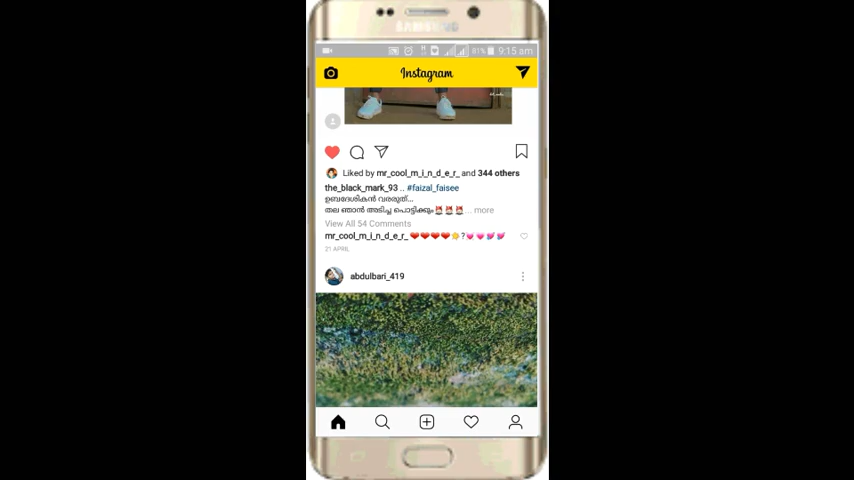 SAMSUNG
81% 9:15 am
Instagram
Liked by mr_cool_m_i_n_d_e_r_ and 344 others
the_black_mark_93 .. #faizal_faisee
ഉബദേശികൻ വരരുത്...
തല ഞാൻ അടിച്ച പൊട്ടിക്കും🚨🚨🚨 ... more
View All 54 Comments
mr_cool_m_i_n_d_e_r_ ❤❤❤❤☀?💓💓💞💞
21 APRIL
abdulbari_419